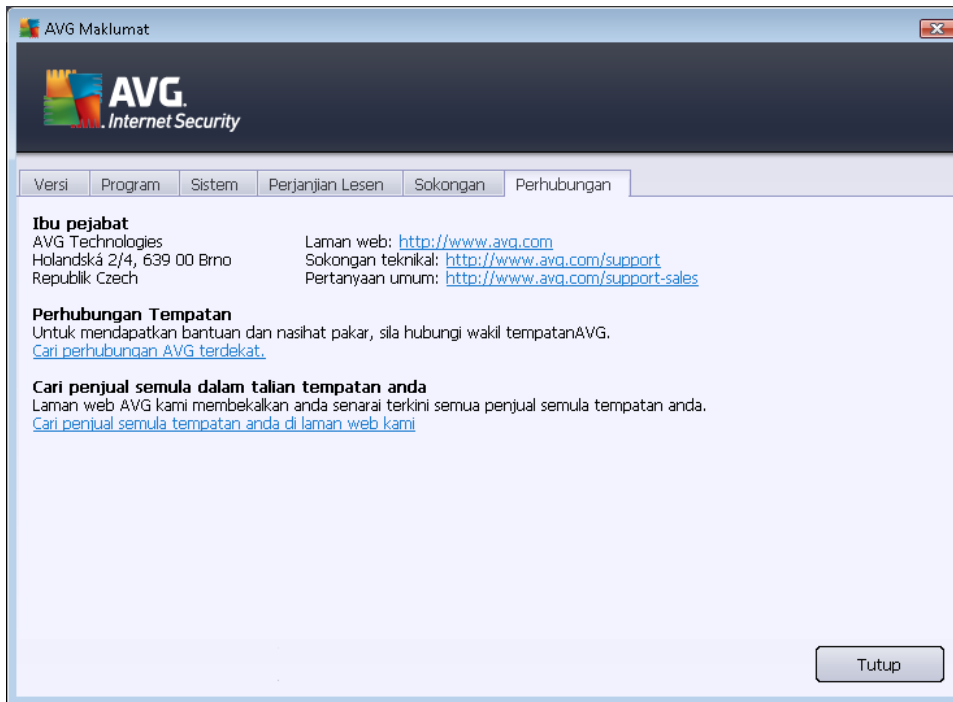 AVG Maklumat
AVG.
Internet Security
Versi Program Sistem Perjanjian Lesen Sokongan Perhubungan
Ibu pejabat
AVG Technologies Laman web: http://www.avg.com
Holandská 2/4, 639 00 Brno Sokongan teknikal: http://www.avg.com/support
Republik Czech Pertanyaan umum: http://www.avg.com/support-sales
Perhubungan Tempatan
Untuk mendapatkan bantuan dan nasihat pakar, sila hubungi wakil tempatanAVG.
Cari perhubungan AVG terdekat.
Cari penjual semula dalam talian tempatan anda
Laman web AVG kami membekalkan anda senarai terkini semua penjual semula tempatan anda.
Cari penjual semula tempatan anda di laman web kami
Tutup